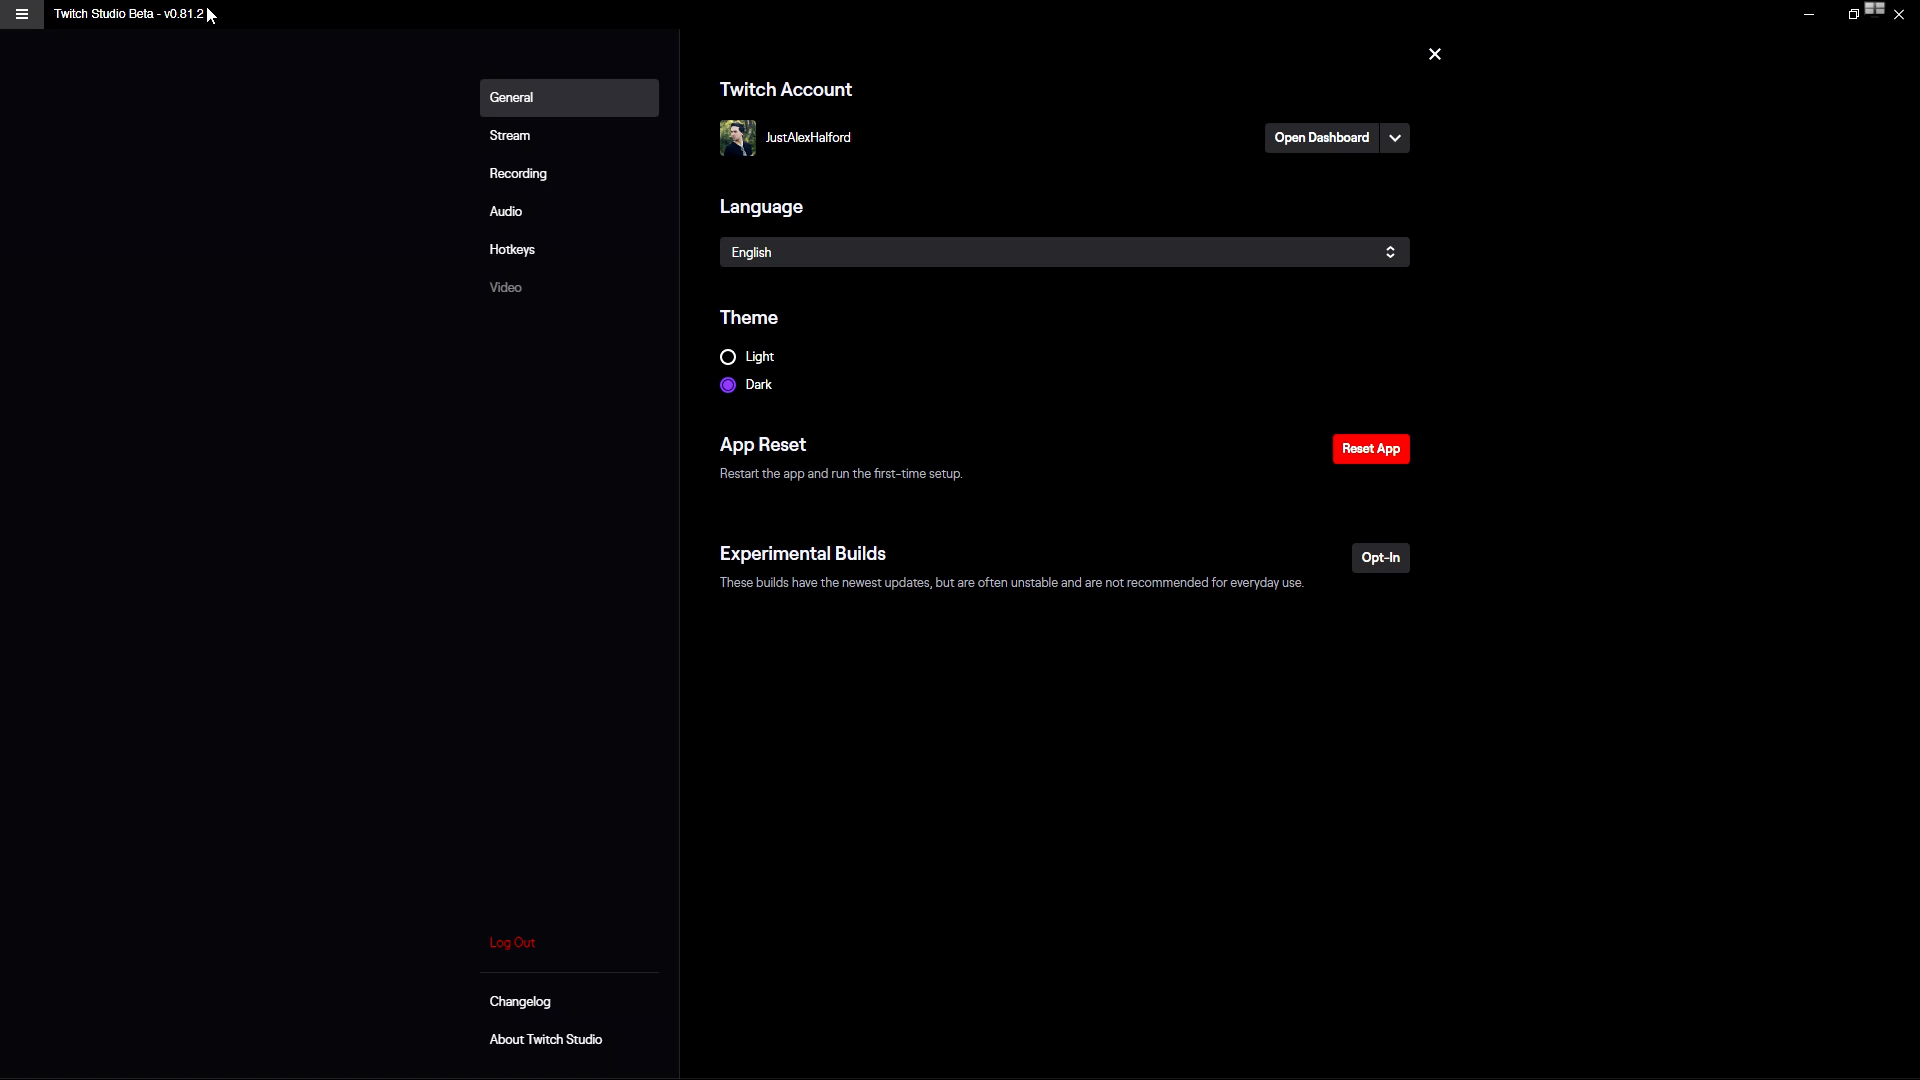 Twitch Studio Beta - v0.81.2
General
Stream
Recording
Audio
Hotkeys
Video
Log Out
Changelog
About Twitch Studio
Twitch Account
JustAlexHalford
Open Dashboard
Language
English
Theme
Light
Dark
App Reset
Reset App
Restart the app and run the first-time setup.
Experimental Builds
Opt-In
These builds have the newest updates, but are often unstable and are not recommended for everyday use.